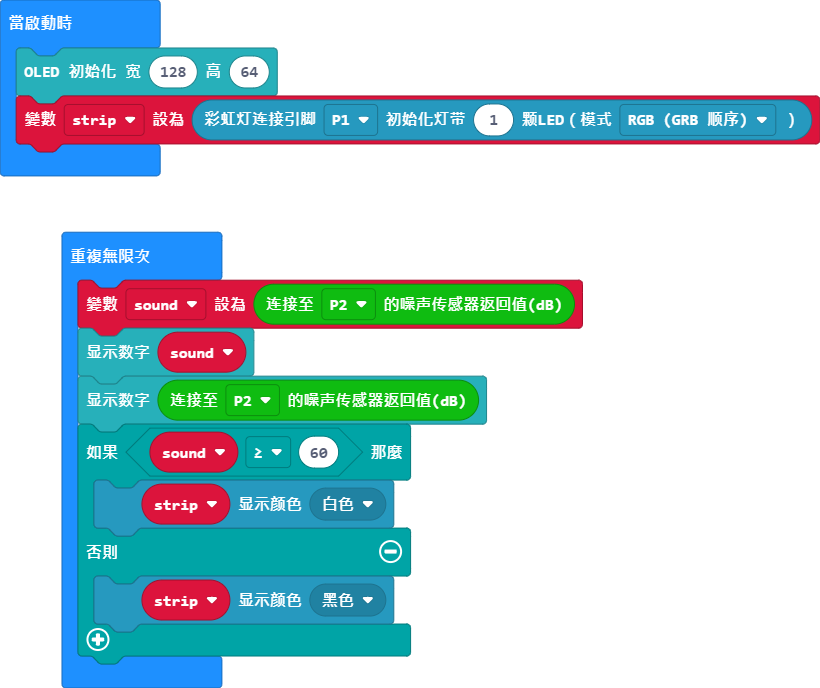 當啟動時
OLED 初始化 宽 128 高 64
變數 strip 設為 彩虹灯连接引脚 P1 初始化灯带 1 颗LED(模式 RGB (GRB 顺序) )
重複無限次
變數 sound 設為 连接至 P2 的噪声传感器返回值(dB)
显示数字 sound
显示数字 连接至 P2 的噪声传感器返回值(dB)
如果 sound ≥ 60 那麼
strip 显示颜色 白色
否則
strip 显示颜色 黑色